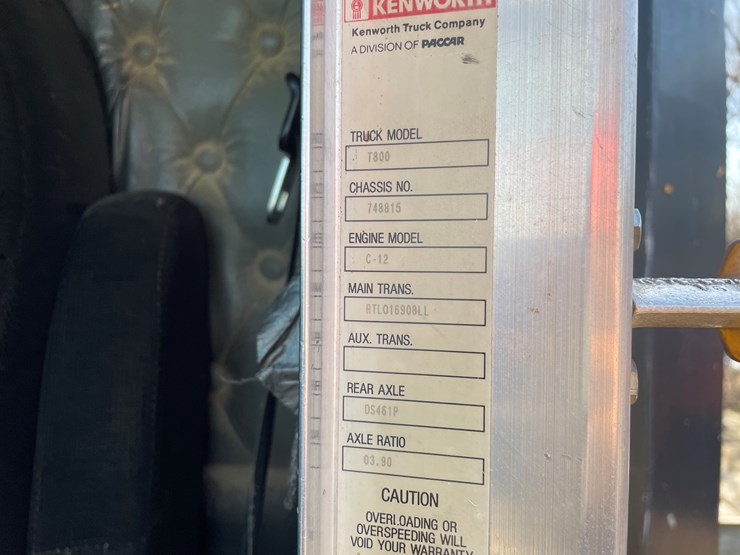 KENWORTH
Kenworth Truck Company
A DIVISION OF PACCAR
TRUCK MODEL
T800
CHASSIS NO.
748815
ENGINE MODEL
C-12
MAIN TRANS.
RTLO16908LL
AUX. TRANS.
REAR AXLE
DS461P
AXLE RATIO
03.90
CAUTION
OVERLOADING OR
OVERSPEEDING WILL
VOID YOUR WARRANTY